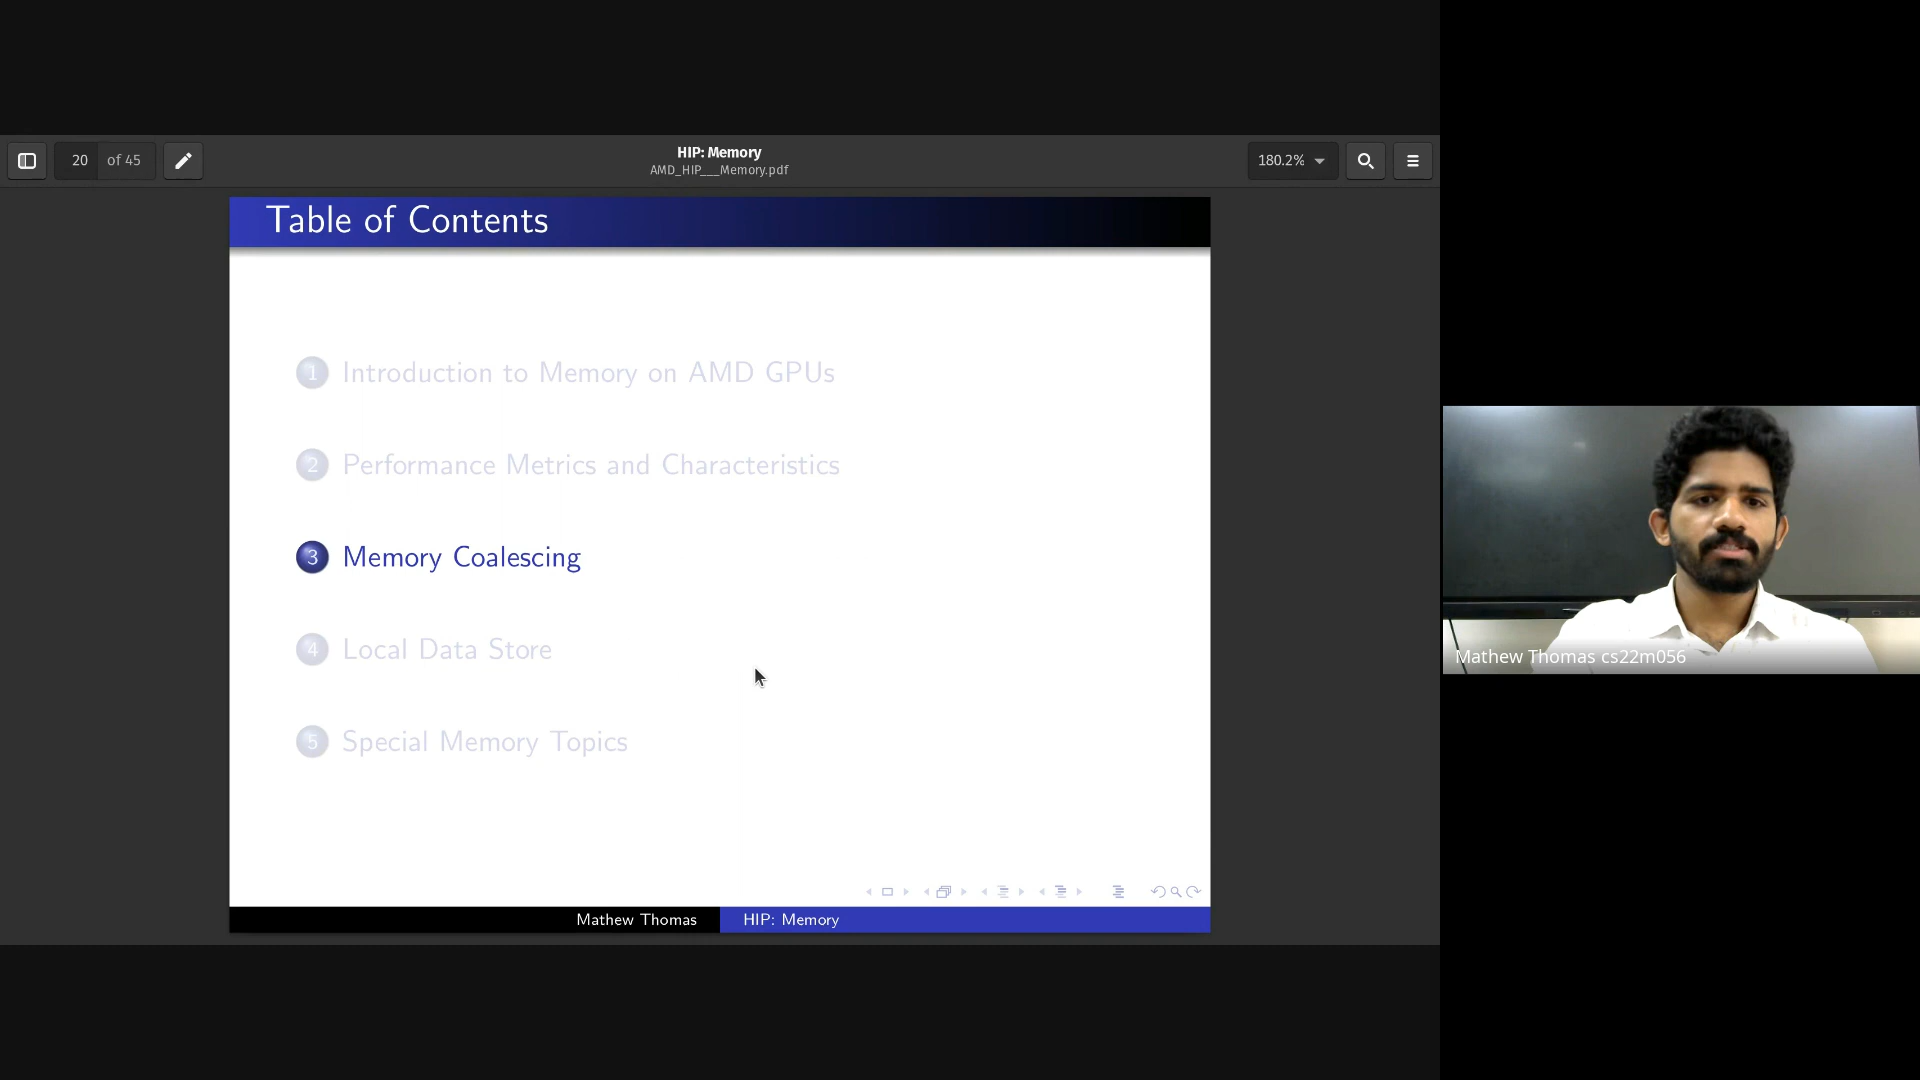 20 of 45
HIP: Memory
AMD_HIP___Memory.pdf
180.2%
Table of Contents
1 Introduction to Memory on AMD GPUs
2 Performance Metrics and Characteristics
3 Memory Coalescing
4 Local Data Store
5 Special Memory Topics
Mathew Thomas HIP: Memory
Mathew Thomas cs22m056